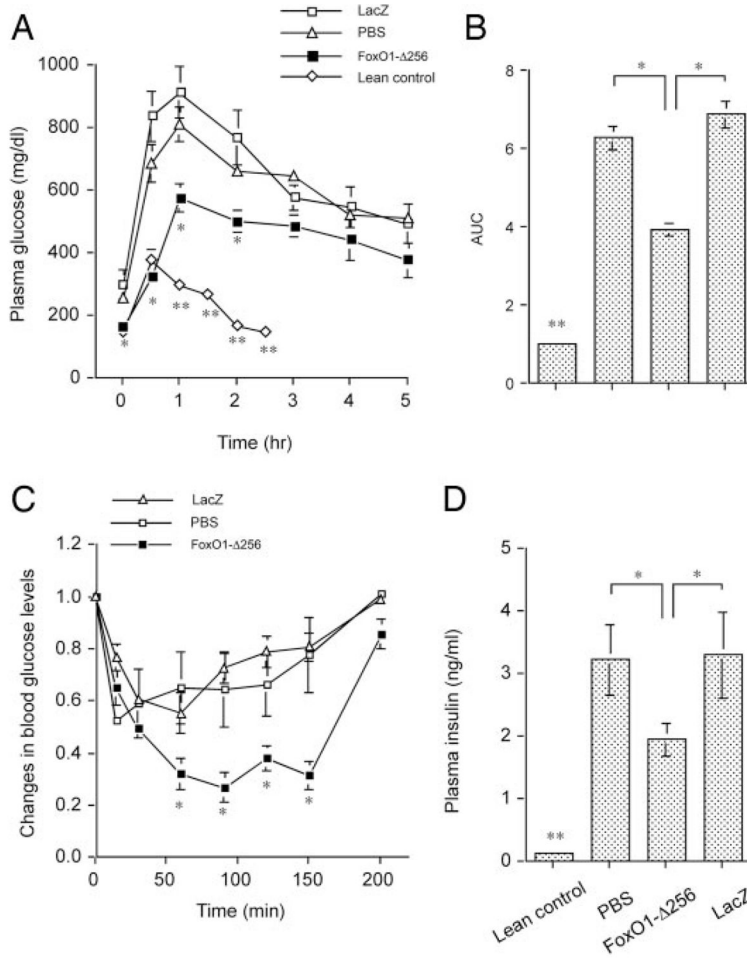 A
LacZ
PBS
FoxO1-Δ256
Lean control
Plasma glucose (mg/dl)
1000
800
600
400
200
0
* * * * ** ** ** **
0 1 2 3 4 5
Time (hr)
B
* *
AUC
8
6
4
2
0
**
C
LacZ
PBS
FoxO1-Δ256
Changes in blood glucose levels
1.2
1.0
0.8
0.6
0.4
0.2
0.0
* * * *
0 50 100 150 200
Time (min)
D
* *
Plasma insulin (ng/ml)
5
4
3
2
1
0
**
Lean control
PBS
FoxO1-Δ256
LacZ